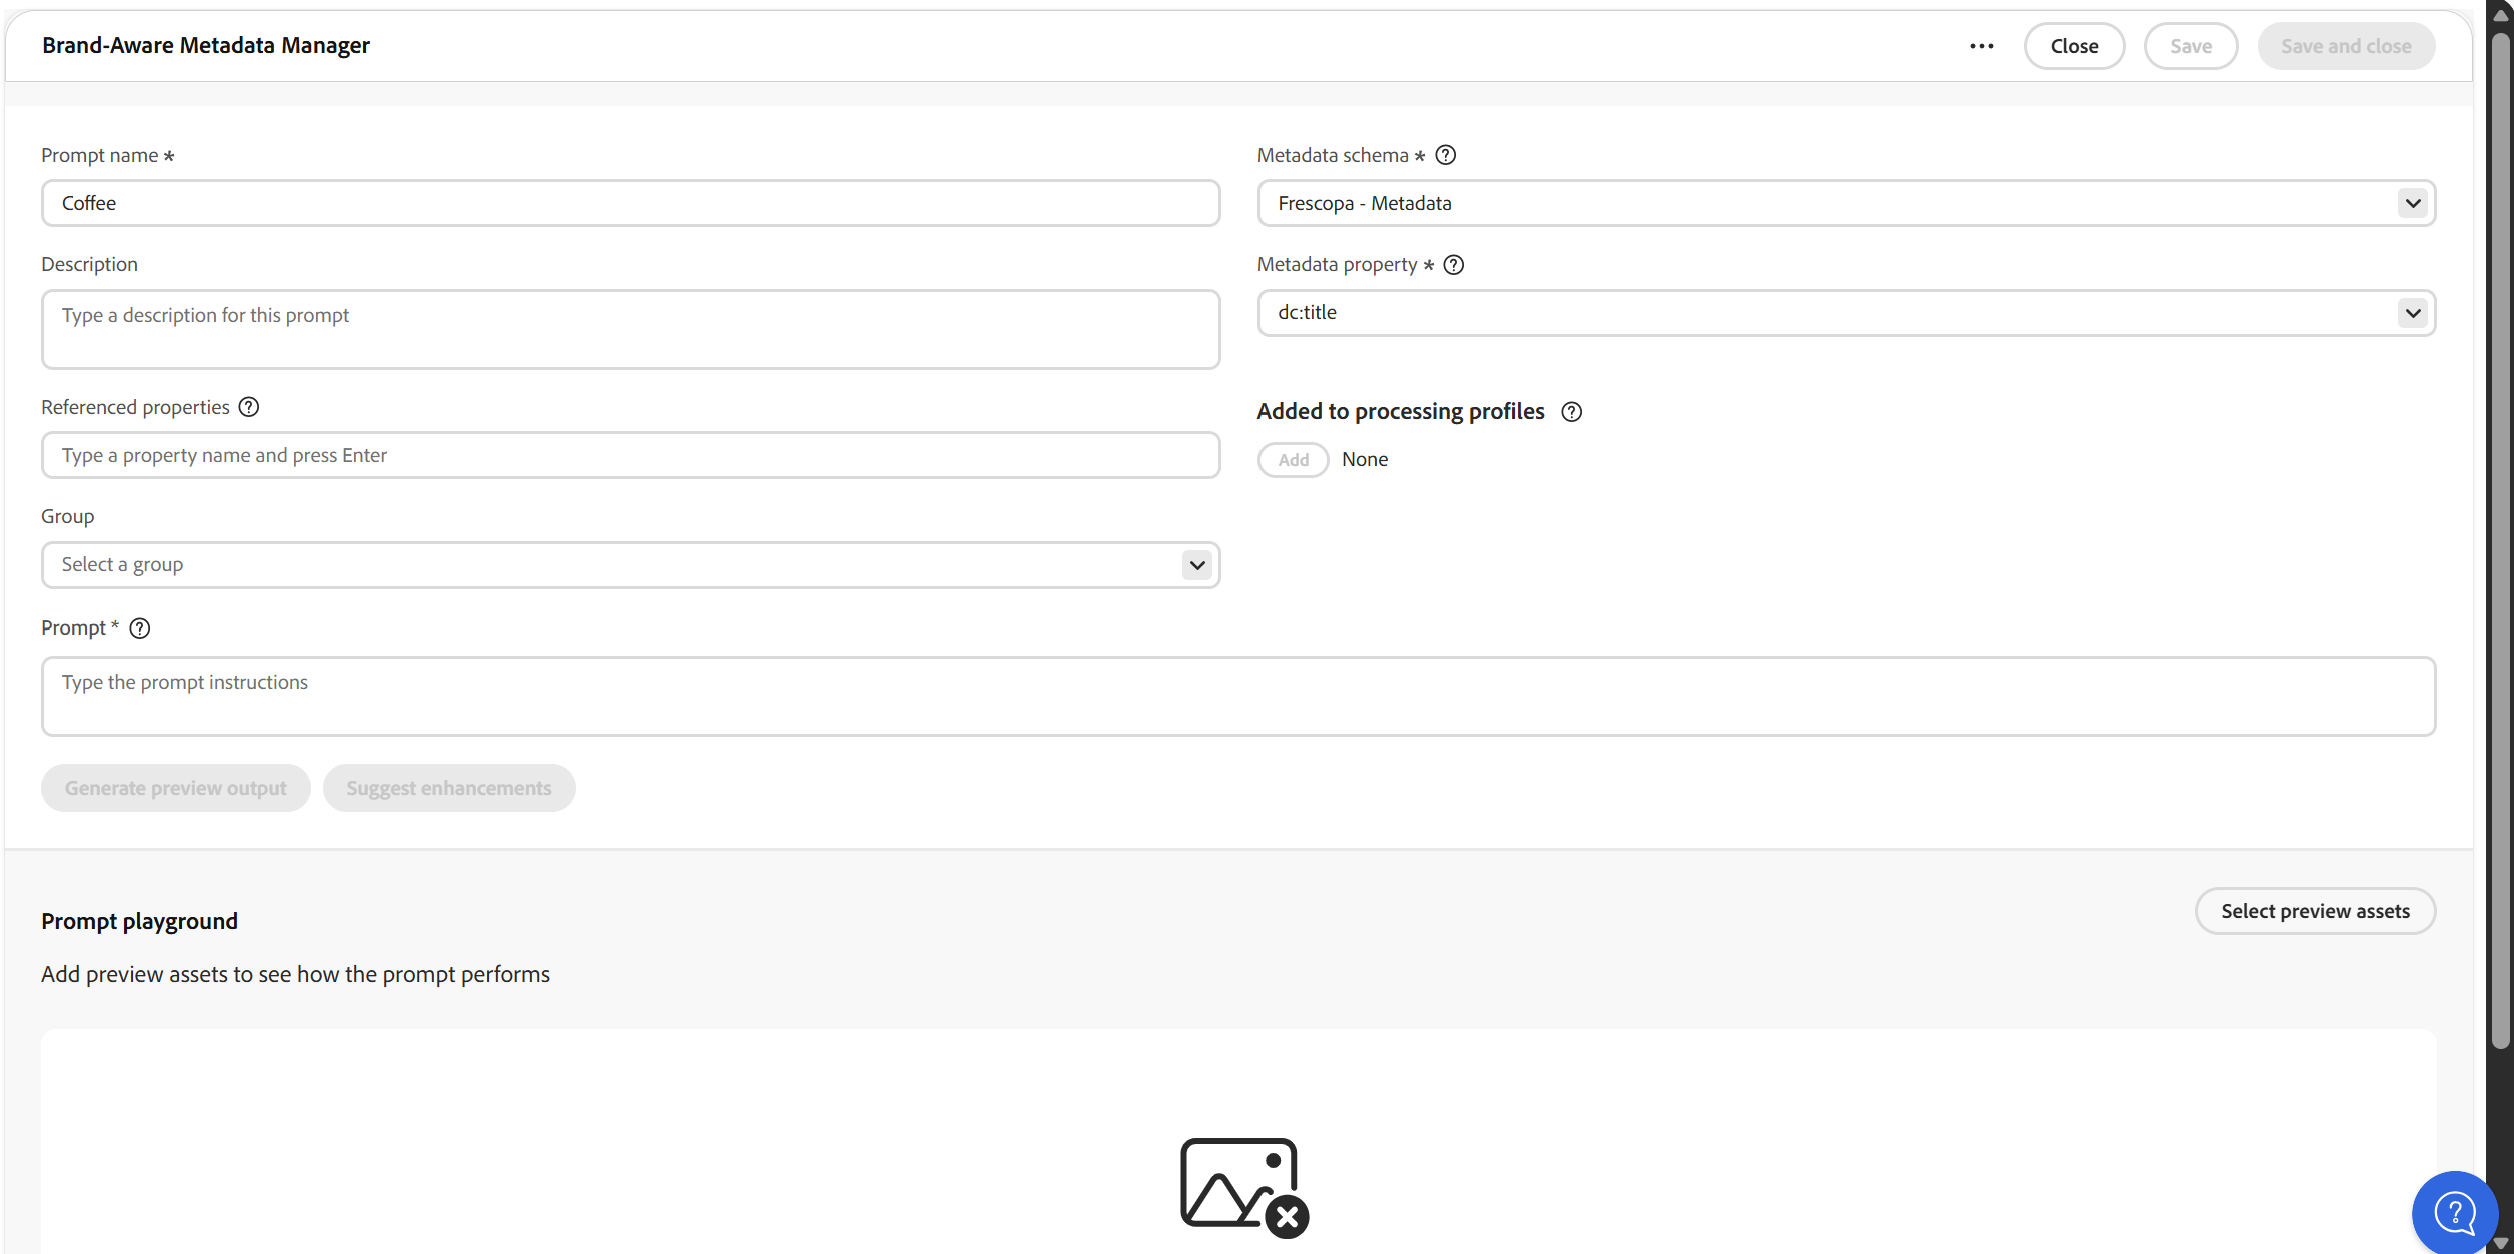 Brand-Aware Metadata Manager
Close
Save
Save and close
Prompt name *
Coffee
Metadata schema *
Frescopa - Metadata
Description
Type a description for this prompt
Metadata property *
dc:title
Referenced properties
Type a property name and press Enter
Added to processing profiles
Add
None
Group
Select a group
Prompt *
Type the prompt instructions
Generate preview output
Suggest enhancements
Prompt playground
Select preview assets
Add preview assets to see how the prompt performs